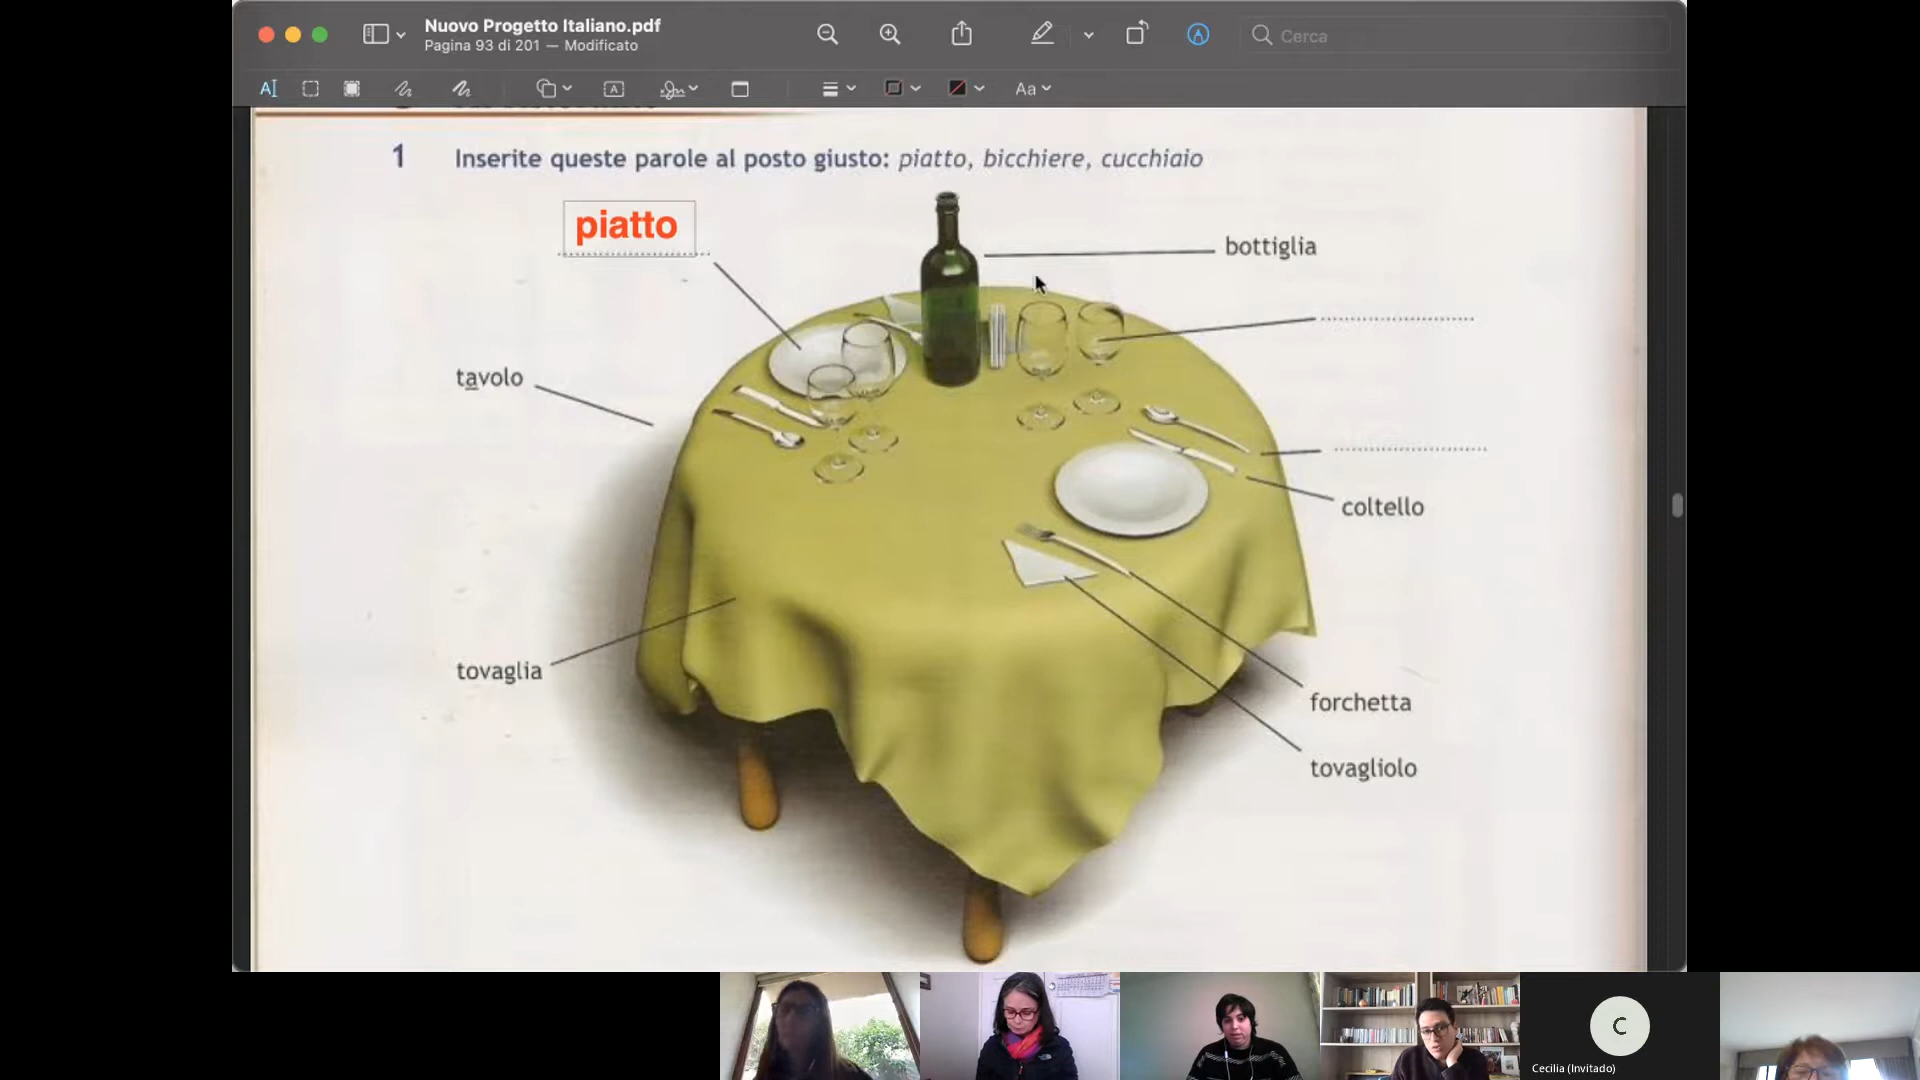 Nuovo Progetto Italiano.pdf
Pagina 93 di 201 — Modificato
Cerca
Aa
1 Inserite queste parole al posto giusto: piatto, bicchiere, cucchiaio
piatto
bottiglia
tavolo
coltello
tovaglia
forchetta
tovagliolo
C
Cecilia (Invitado)